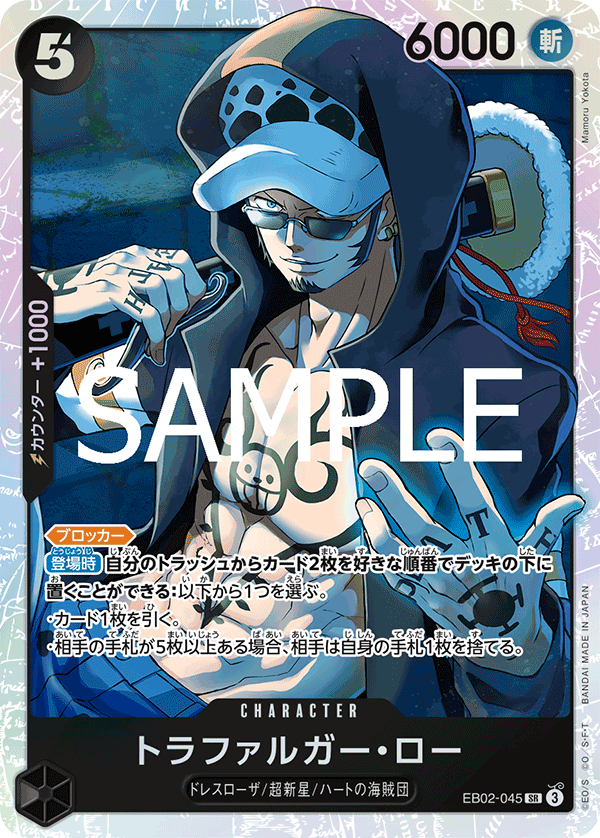 5
6000
斬
Mamoru Yokota
カウンター +1000
SAMPLE
DEATH
ブロッカー
登場時 自分のトラッシュからカード2枚を好きな順番でデッキの下に
置くことができる:以下から1つを選ぶ。
・カード1枚を引く。
・相手の手札が5枚以上ある場合、相手は自身の手札1枚を捨てる。
CHARACTER
トラファルガー・ロー
ドレスローザ/超新星/ハートの海賊団
EB02-045 SR 3
©E.O/S ©O/S・F・T BANDAI MADE IN JAPAN